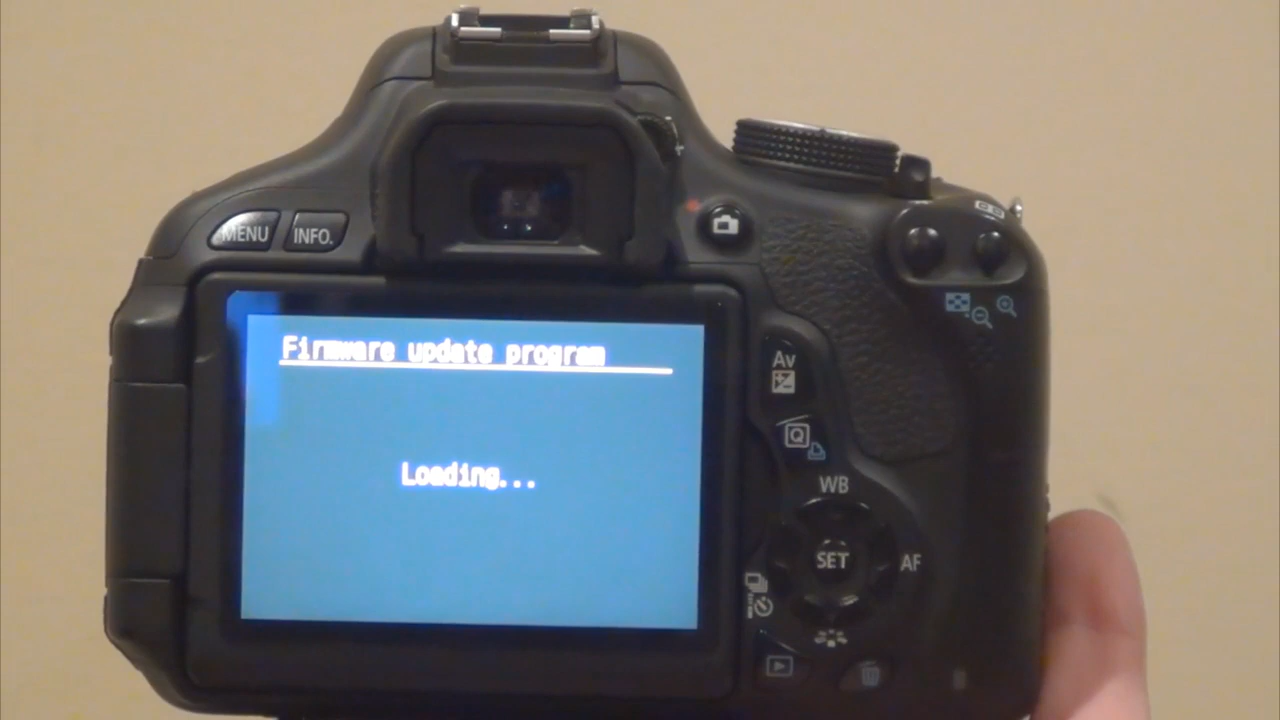 MENU
INFO.
Firmware update program
Loading...
Av
Q
WB
SET
AF